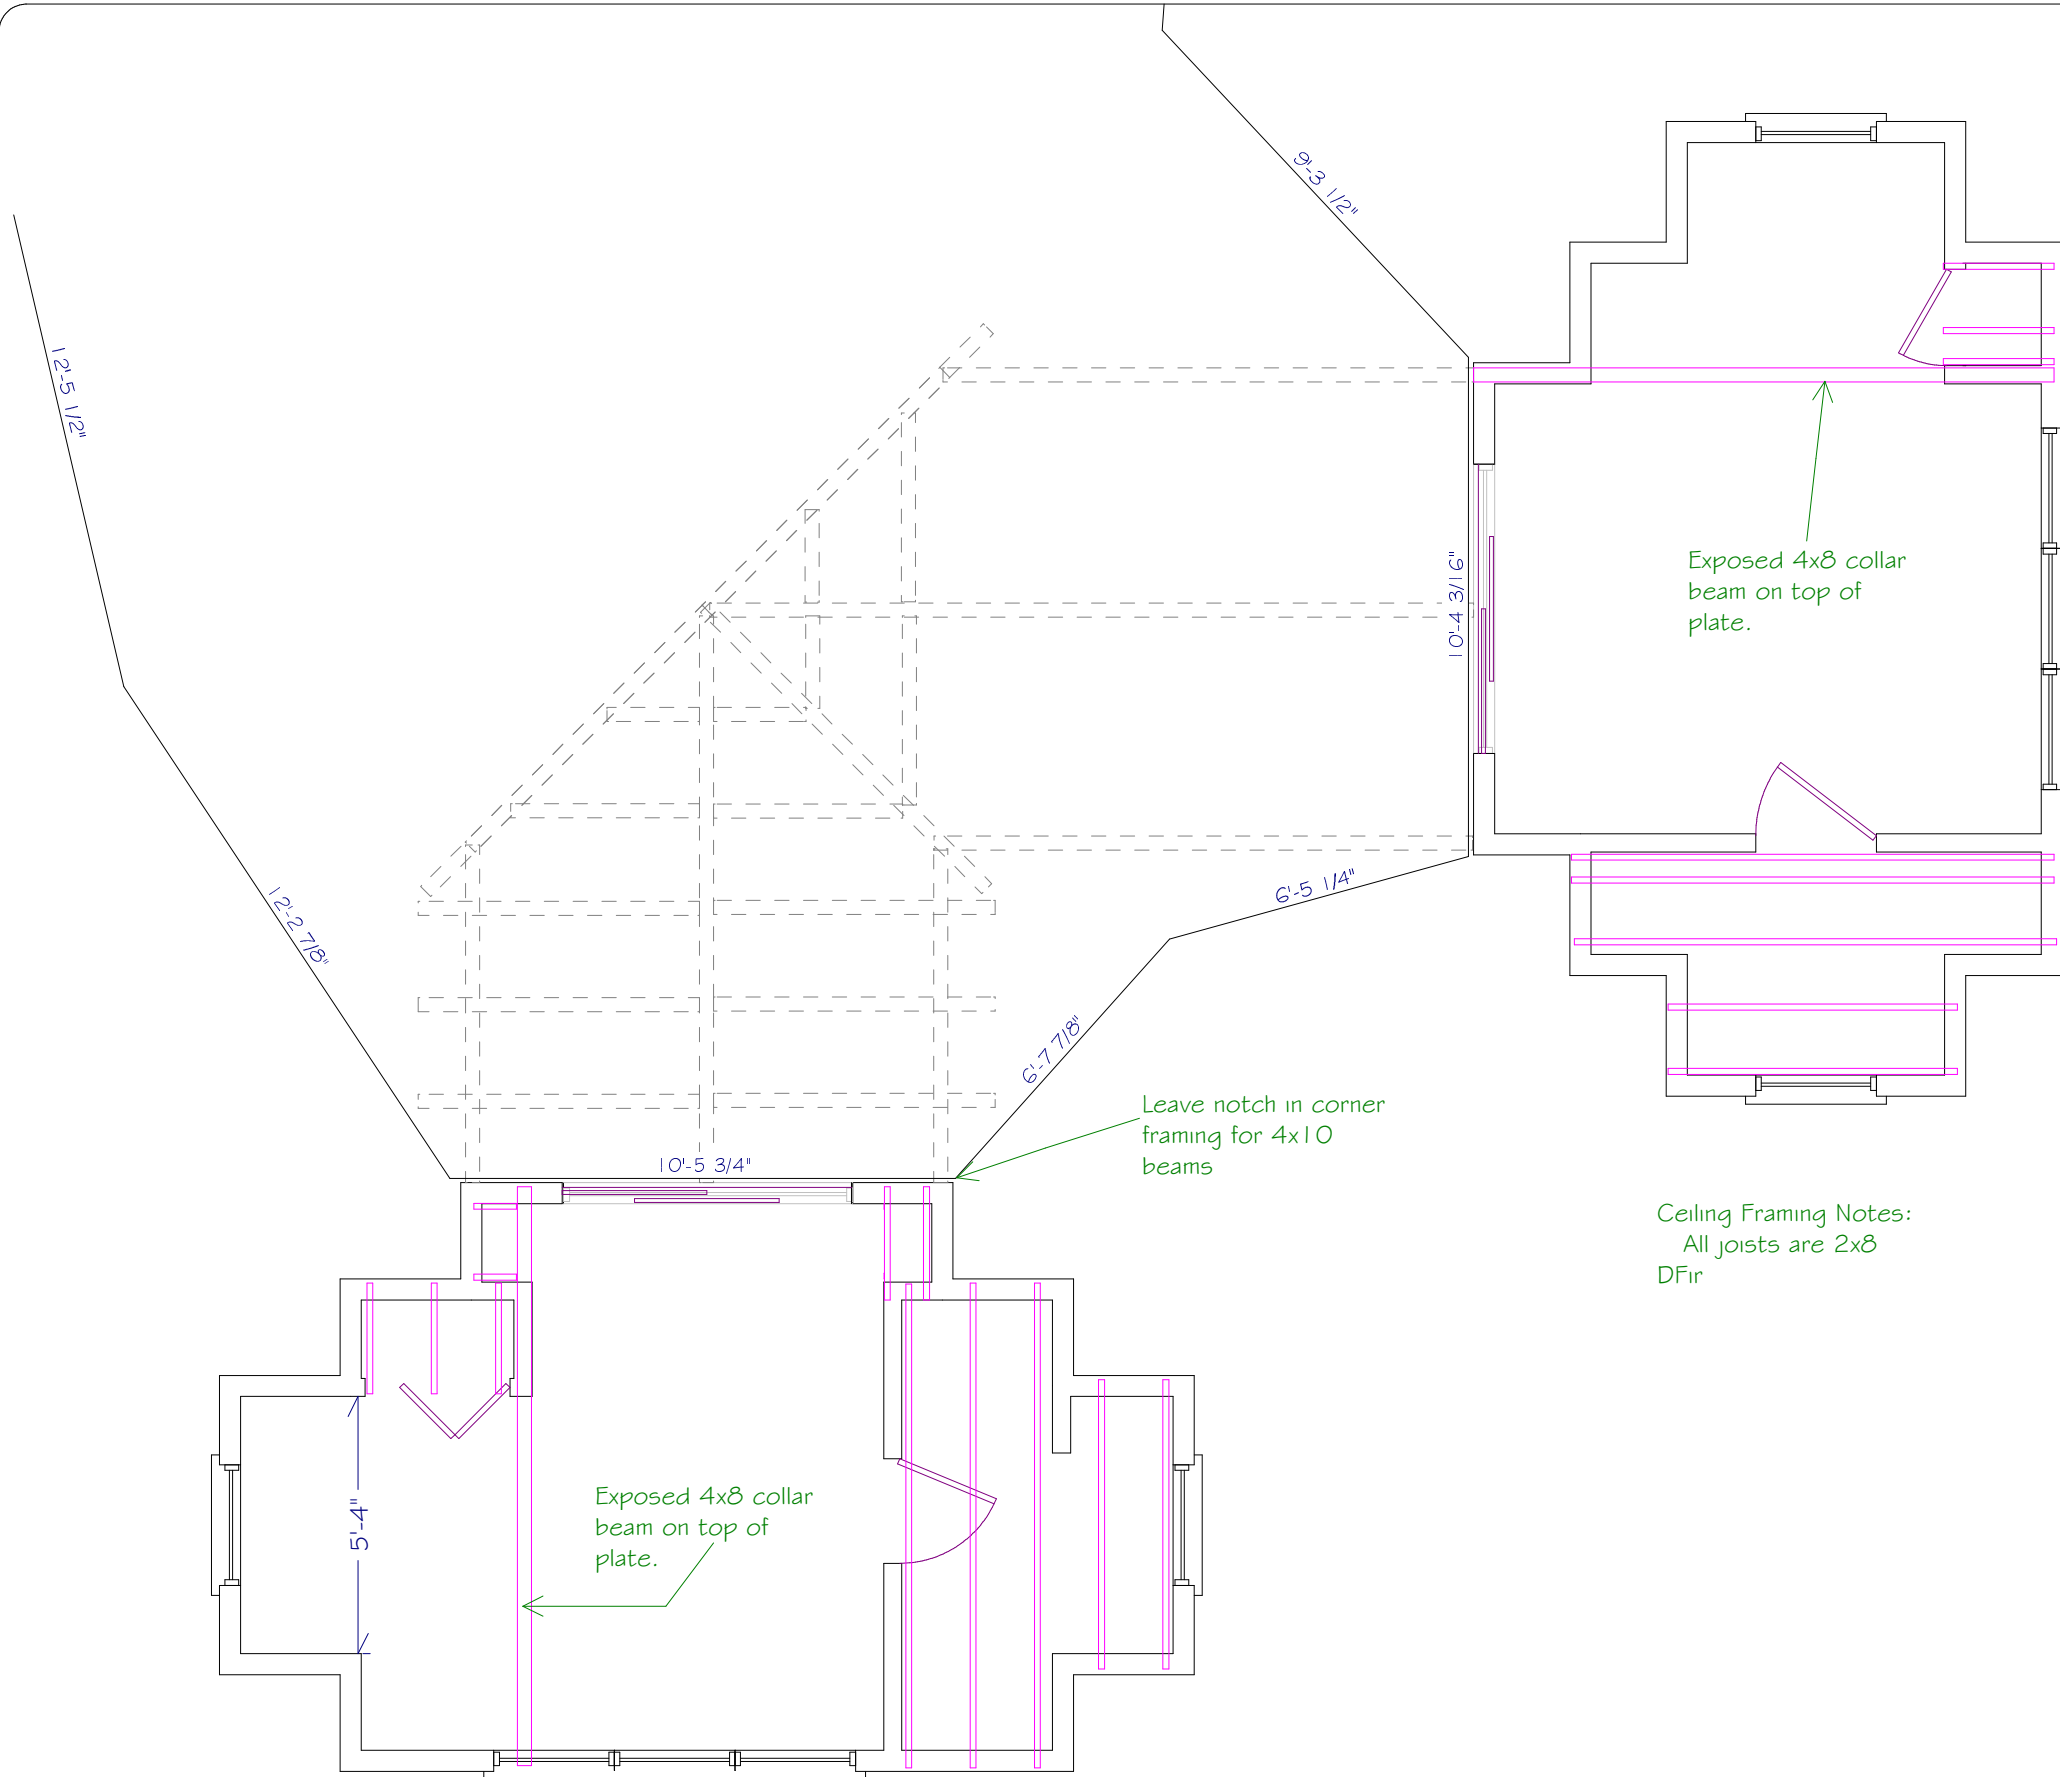 9'-3 1/2"
12'-5 1/2"
10'-4 3/16"
Exposed 4x8 collar
beam on top of
plate.
12'-2 7/8"
6'-5 1/4"
6'-7 7/8"
Leave notch in corner
framing for 4x10
beams
10'-5 3/4"
Ceiling Framing Notes:
All joists are 2x8
DFir
5'-4"
Exposed 4x8 collar
beam on top of
plate.